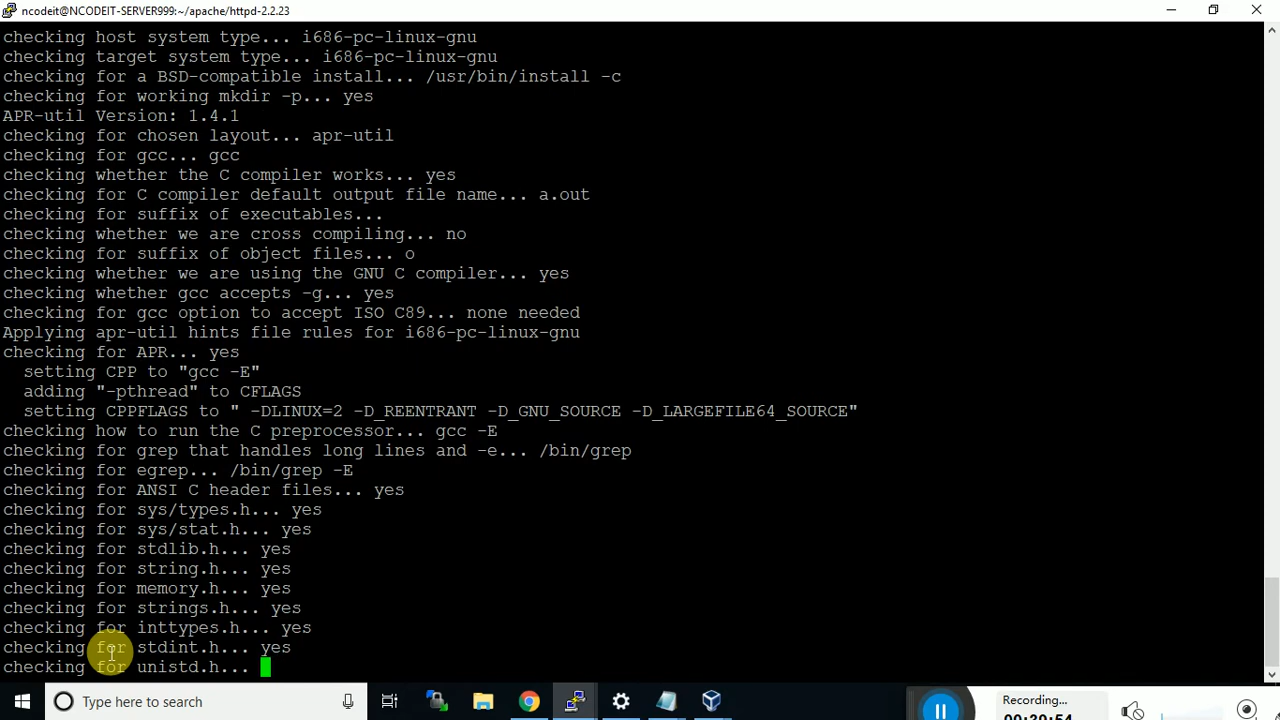 ncodeit@NCODEIT-SERVER999:~/apache/httpd-2.2.23
checking host system type... i686-pc-linux-gnu
checking target system type... i686-pc-linux-gnu
checking for a BSD-compatible install... /usr/bin/install -c
checking for working mkdir -p... yes
APR-util Version: 1.4.1
checking for chosen layout... apr-util
checking for gcc... gcc
checking whether the C compiler works... yes
checking for C compiler default output file name... a.out
checking for suffix of executables...
checking whether we are cross compiling... no
checking for suffix of object files... o
checking whether we are using the GNU C compiler... yes
checking whether gcc accepts -g... yes
checking for gcc option to accept ISO C89... none needed
Applying apr-util hints file rules for i686-pc-linux-gnu
checking for APR... yes
  setting CPP to "gcc -E"
  adding "-pthread" to CFLAGS
  setting CPPFLAGS to " -DLINUX=2 -D_REENTRANT -D_GNU_SOURCE -D_LARGEFILE64_SOURCE"
checking how to run the C preprocessor... gcc -E
checking for grep that handles long lines and -e... /bin/grep
checking for egrep... /bin/grep -E
checking for ANSI C header files... yes
checking for sys/types.h... yes
checking for sys/stat.h... yes
checking for stdlib.h... yes
checking for string.h... yes
checking for memory.h... yes
checking for strings.h... yes
checking for inttypes.h... yes
checking for stdint.h... yes
checking for unistd.h...
Type here to search
Recording...
00:39:54